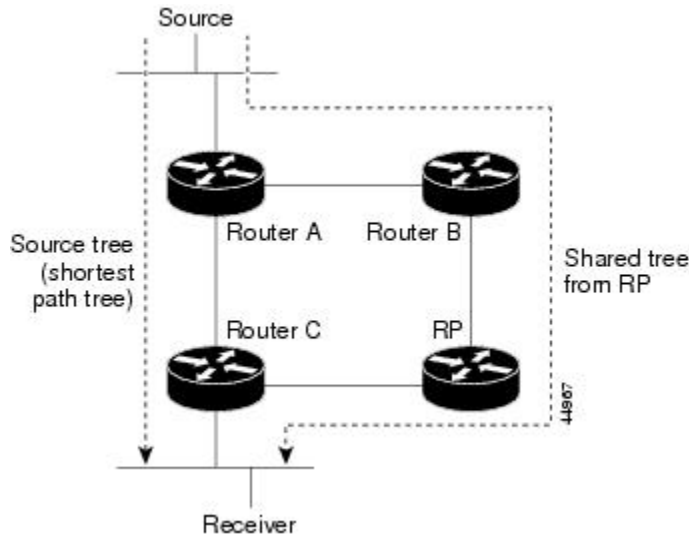 Source
Router A
Router B
Source tree
(shortest
path tree)
Shared tree
from RP
Router C
RP
44967
Receiver